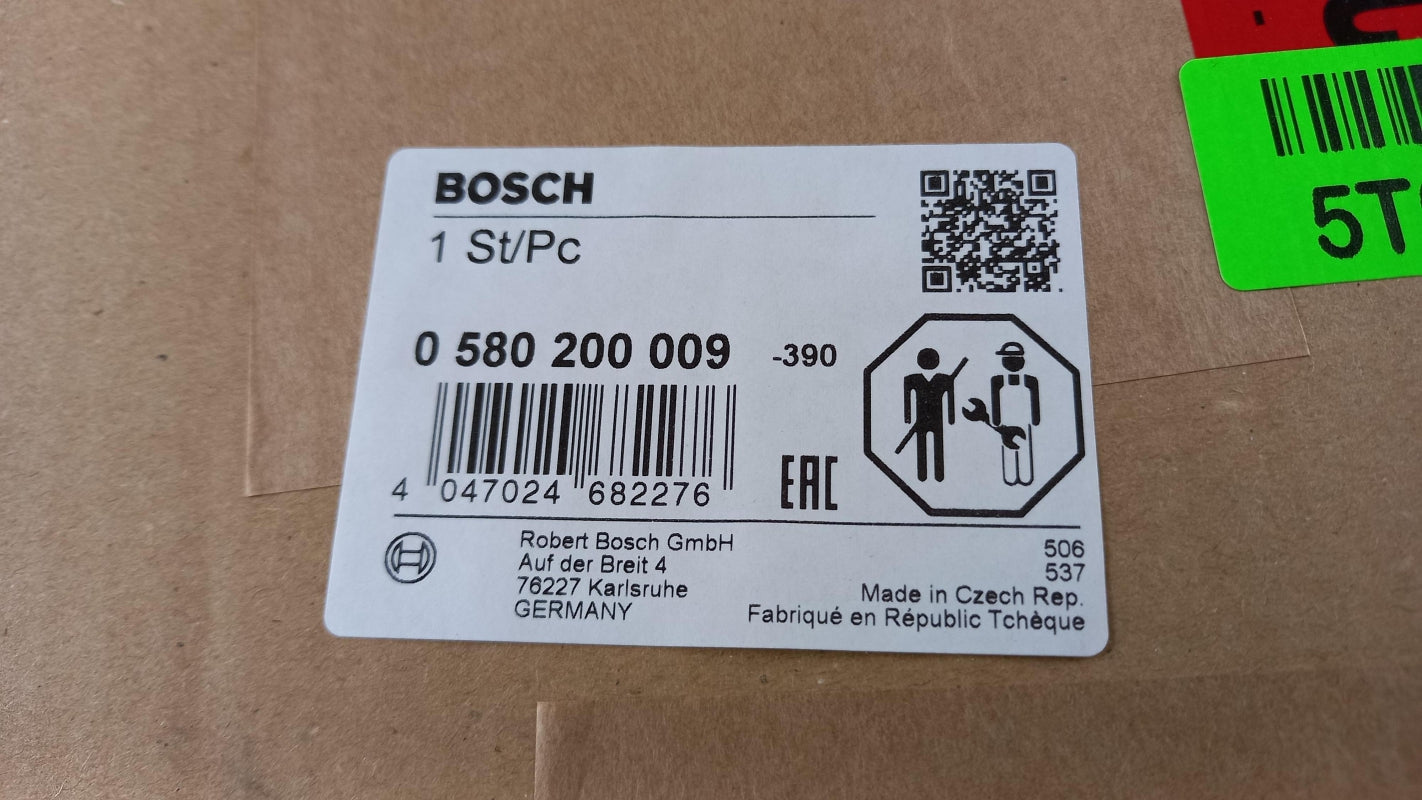 BOSCH
1 St/Pc
0 580 200 009 -390
4 047024 682276
EAC
Robert Bosch GmbH
Auf der Breit 4
76227 Karlsruhe
GERMANY
506
537
Made in Czech Rep.
Fabriqué en Républic Tchèque
5T